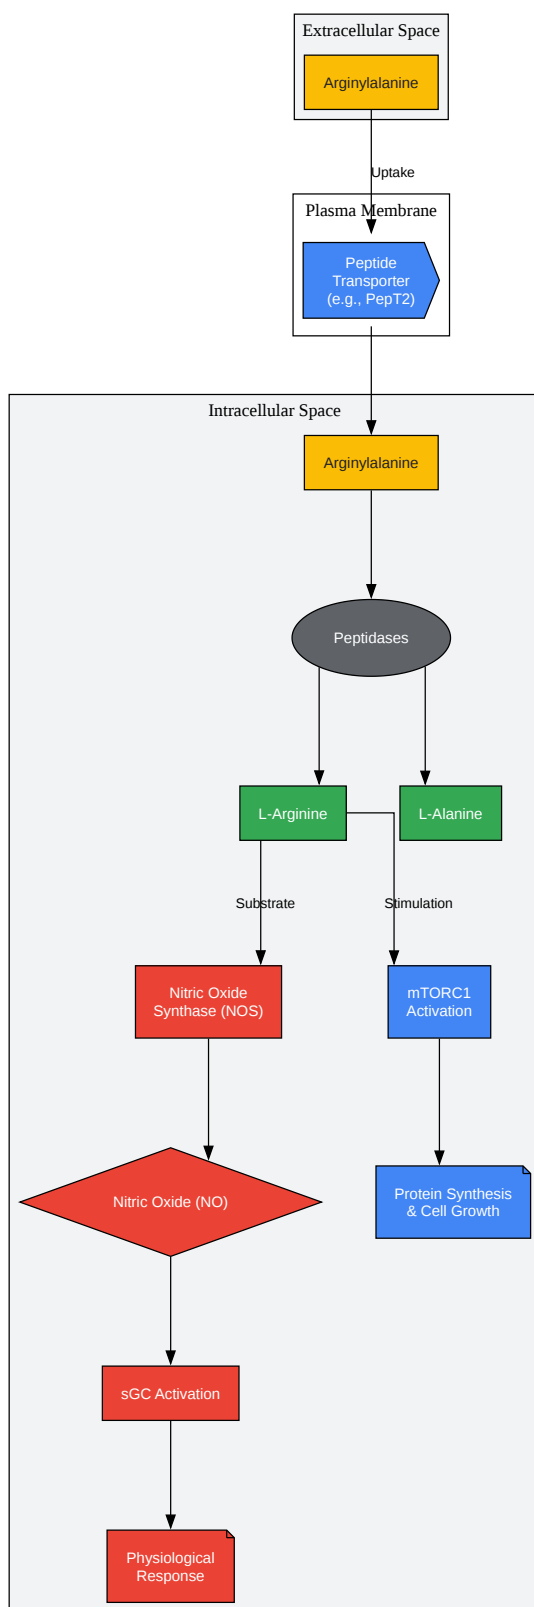 Extracellular Space
Arginylalanine
Uptake
Plasma Membrane
Peptide
Transporter
(e.g., PepT2)
Intracellular Space
Arginylalanine
Peptidases
L-Arginine
L-Alanine
Substrate
Stimulation
Nitric Oxide
Synthase (NOS)
mTORC1
Activation
Nitric Oxide (NO)
Protein Synthesis
& Cell Growth
sGC Activation
Physiological
Response